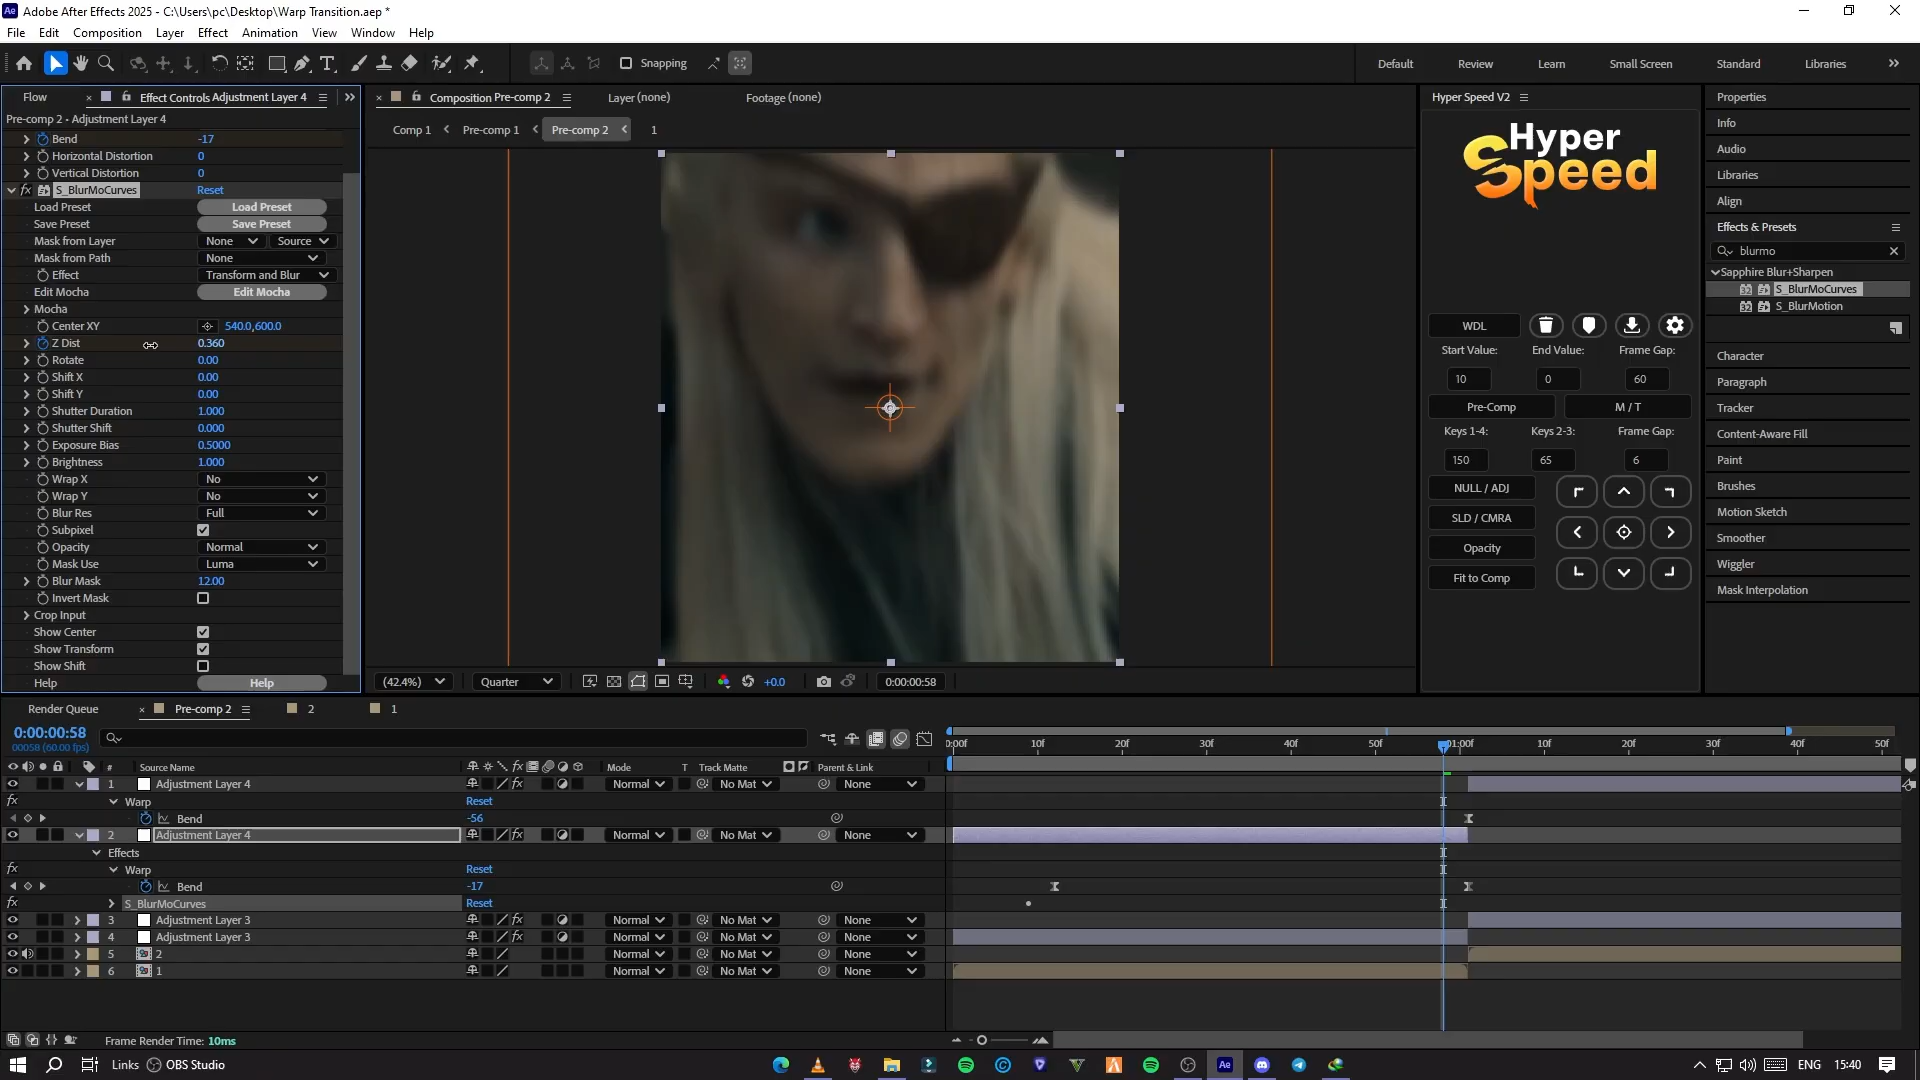 Adobe After Effects 2025 - C:\Users\pc\Desktop\Warp Transition.aep *
File Edit Composition Layer Effect Animation View Window Help
Snapping
Default Review Learn Small Screen Standard Libraries
Flow Effect Controls Adjustment Layer 4
Pre-comp 2 - Adjustment Layer 4
Bend -17
Horizontal Distortion 0
Vertical Distortion 0
fx S_BlurMoCurves Reset
Load Preset Load Preset
Save Preset Save Preset
Mask from Layer None Source
Mask from Path None
Effect Transform and Blur
Edit Mocha Edit Mocha
Mocha
Center XY 540.0,600.0
Z Dist 0.360
Rotate 0.00
Shift X 0.00
Shift Y 0.00
Shutter Duration 1.000
Shutter Shift 0.000
Exposure Bias 0.5000
Brightness 1.000
Wrap X No
Wrap Y No
Blur Res Full
Subpixel
Opacity Normal
Mask Use Luma
Blur Mask 12.00
Invert Mask
Crop Input
Show Center
Show Transform
Show Shift
Help Help
Composition Pre-comp 2 Layer (none) Footage (none)
Comp 1 Pre-comp 1 Pre-comp 2 1
(42.4%) Quarter +0.0 0:00:00:58
Hyper Speed V2
Hyper
Speed
WDL
Start Value: End Value: Frame Gap:
10 0 60
Pre-Comp M / T
Keys 1-4: Keys 2-3: Frame Gap:
150 65 6
NULL / ADJ
SLD / CMRA
Opacity
Fit to Comp
Properties
Info
Audio
Libraries
Align
Effects & Presets
blurmo
Sapphire Blur+Sharpen
32 S_BlurMoCurves
32 S_BlurMotion
Character
Paragraph
Tracker
Content-Aware Fill
Paint
Brushes
Motion Sketch
Smoother
Wiggler
Mask Interpolation
Render Queue Pre-comp 2 2 1
0:00:00:58
00058 (60.00 fps)
# Source Name Mode T Track Matte Parent & Link
0:00f 10f 20f 30f 40f 50f 01:00f 10f 20f 30f 40f 50f
1 Adjustment Layer 4 Normal No Mat None
fx Warp Reset
Bend -56
2 Adjustment Layer 4 Normal No Mat None
Effects
fx Warp Reset
Bend -17
fx S_BlurMoCurves Reset
3 Adjustment Layer 3 Normal No Mat None
4 Adjustment Layer 3 Normal No Mat None
5 2 Normal No Mat None
6 1 Normal No Mat None
Frame Render Time: 10ms
Links OBS Studio Ae ENG 15:40